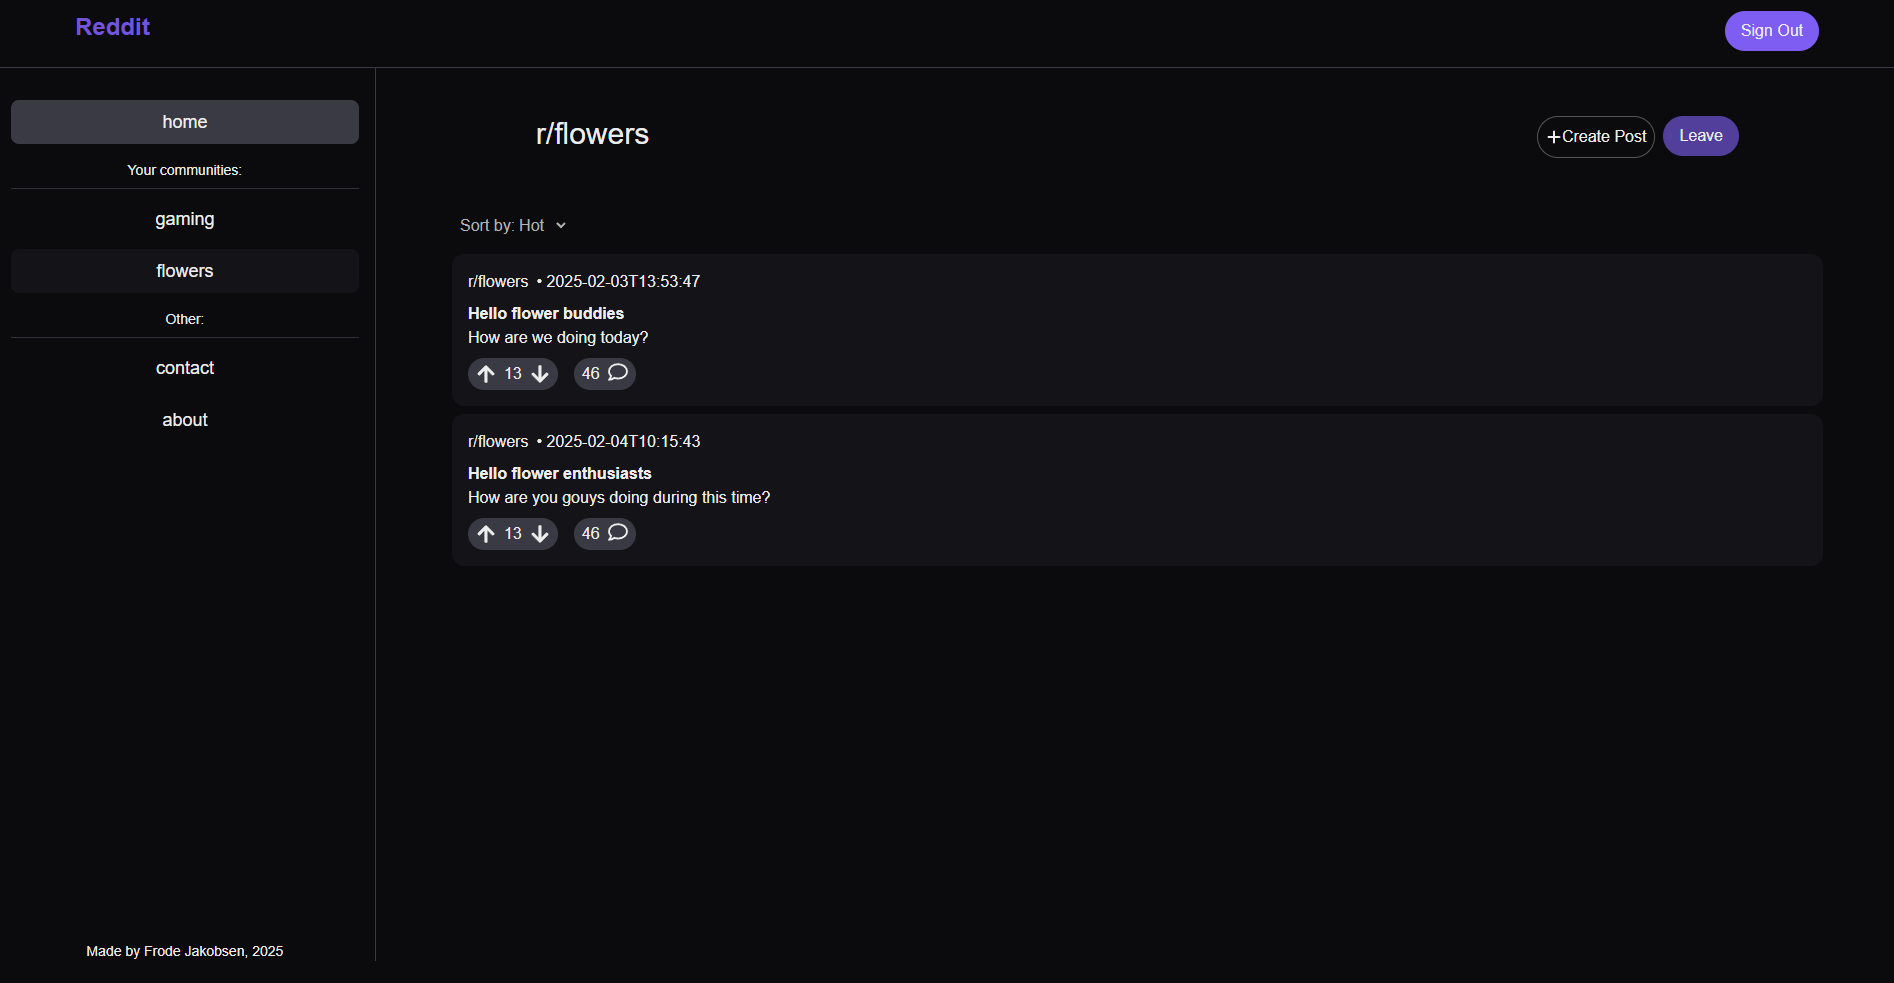 Reddit
Sign Out
home
Your communities:
gaming
flowers
Other:
contact
about
Made by Frode Jakobsen, 2025
r/flowers
+Create Post
Leave
Sort by: Hot
r/flowers • 2025-02-03T13:53:47
Hello flower buddies
How are we doing today?
13 46
r/flowers • 2025-02-04T10:15:43
Hello flower enthusiasts
How are you gouys doing during this time?
13 46